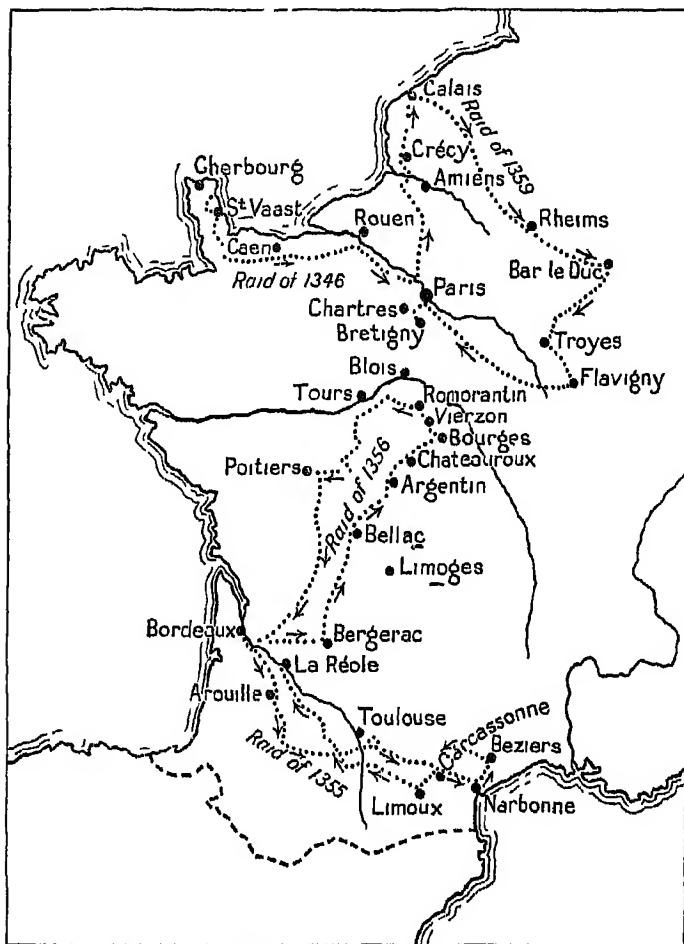 Calais
Raid of 1359
Crécy
Amiens
Cherbourg
St. Vaast
Rouen
Rheims
Caen
Bar le Duc
Raid of 1346
Paris
Chartres
Bretigny
Troyes
Blois
Flavigny
Tours
Romorantin
Vierzon
Bourges
Chateauroux
Poitiers
Argentin
Raid of 1356
Bellac
Limoges
Bordeaux
Bergerac
La Réole
Arouille
Toulouse
Carcassonne
Beziers
Raid of 1355
Limoux
Narbonne